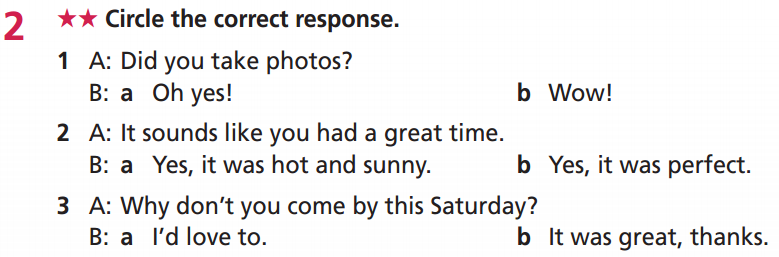 2 ★★ Circle the correct response.
1 A: Did you take photos?
B: a Oh yes! b Wow!
2 A: It sounds like you had a great time.
B: a Yes, it was hot and sunny. b Yes, it was perfect.
3 A: Why don't you come by this Saturday?
B: a I'd love to. b It was great, thanks.